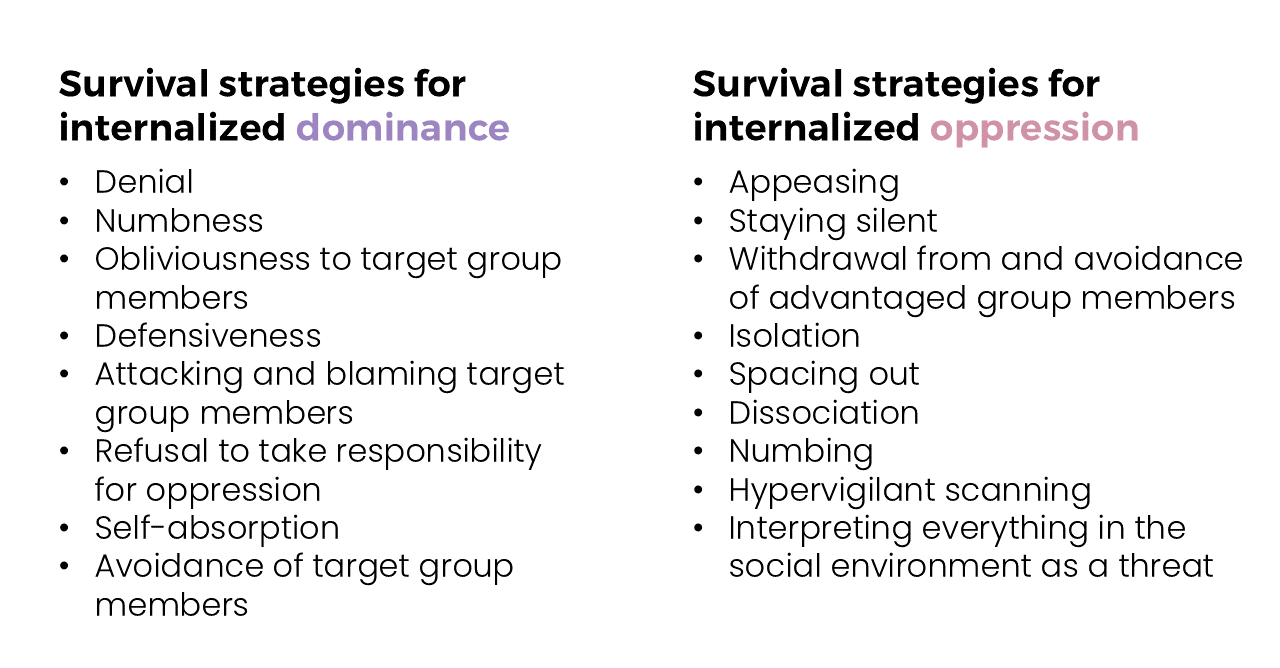 Survival strategies for
internalized dominance
• Denial
• Numbness
• Obliviousness to target group
members
• Defensiveness
• Attacking and blaming target
group members
• Refusal to take responsibility
for oppression
• Self-absorption
• Avoidance of target group
members
Survival strategies for
internalized oppression
• Appeasing
• Staying silent
• Withdrawal from and avoidance
of advantaged group members
• Isolation
• Spacing out
• Dissociation
• Numbing
• Hypervigilant scanning
• Interpreting everything in the
social environment as a threat